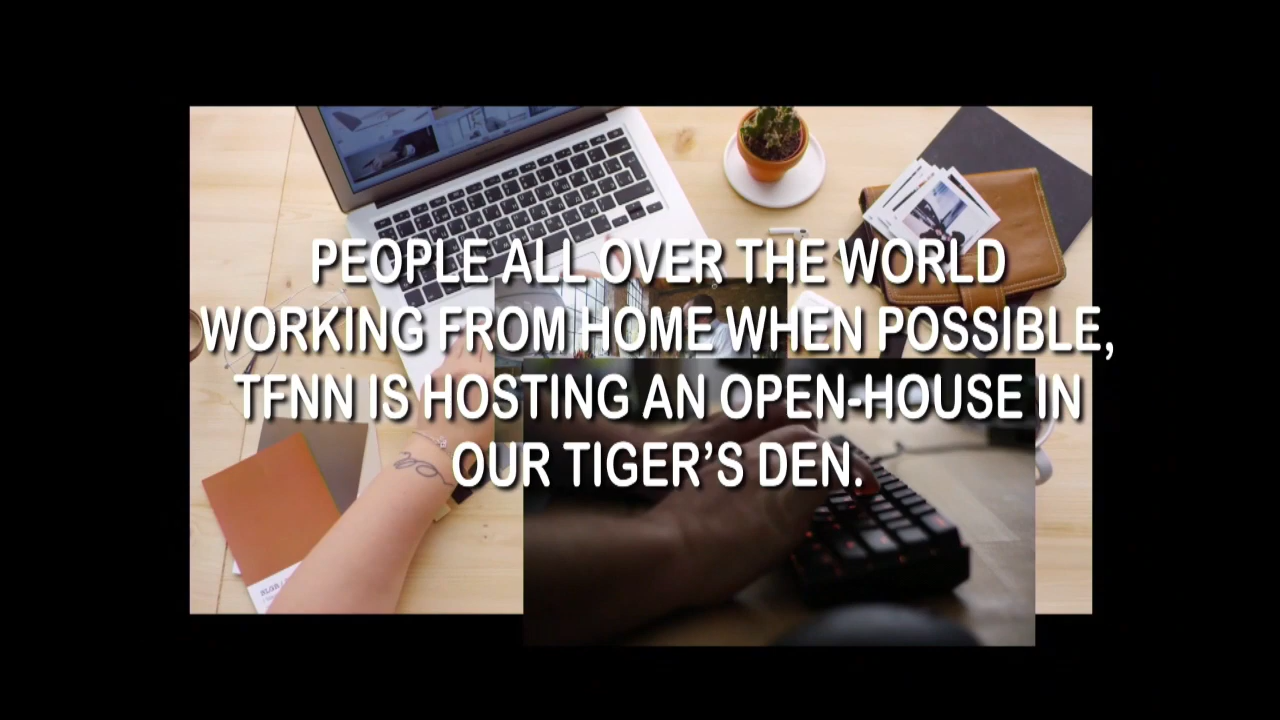 PEOPLE ALL OVER THE WORLD
WORKING FROM HOME WHEN POSSIBLE,
TFNN IS HOSTING AN OPEN-HOUSE IN
OUR TIGER’S DEN.